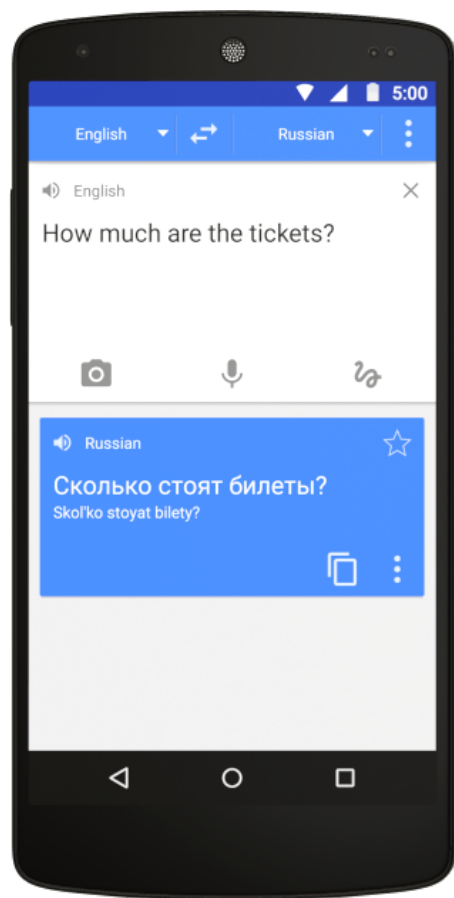 5:00
English
Russian
English
How much are the tickets?
Russian
Сколько стоят билеты?
Skol'ko stoyat bilety?